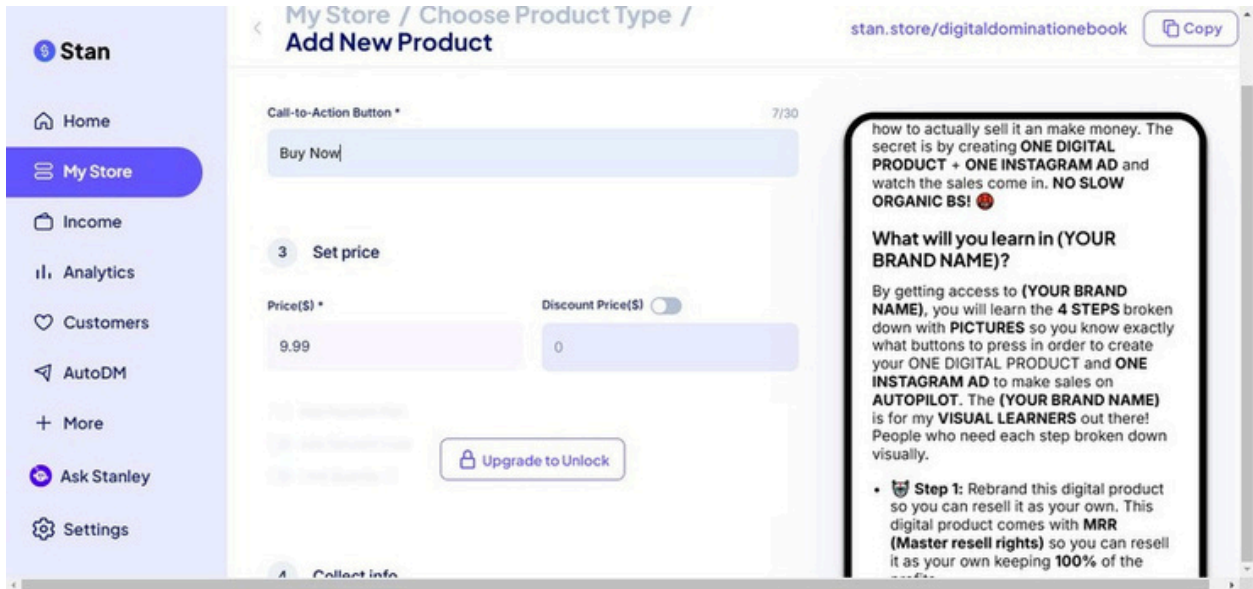 Stan
Home
My Store
Income
Analytics
Customers
AutoDM
More
Ask Stanley
Settings
My Store / Choose Product Type /
Add New Product
stan.store/digitaldominationebook
Copy
Call-to-Action Button *
7/30
Buy Now
3 Set price
Price($) *
Discount Price($)
9.99
0
Upgrade to Unlock
4 Collect info
how to actually sell it an make money. The
secret is by creating ONE DIGITAL
PRODUCT + ONE INSTAGRAM AD and
watch the sales come in. NO SLOW
ORGANIC BS! 🤬
What will you learn in (YOUR
BRAND NAME)?
By getting access to (YOUR BRAND
NAME), you will learn the 4 STEPS broken
down with PICTURES so you know exactly
what buttons to press in order to create
your ONE DIGITAL PRODUCT and ONE
INSTAGRAM AD to make sales on
AUTOPILOT. The (YOUR BRAND NAME)
is for my VISUAL LEARNERS out there!
People who need each step broken down
visually.
• Step 1: Rebrand this digital product
so you can resell it as your own. This
digital product comes with MRR
(Master resell rights) so you can resell
it as your own keeping 100% of the